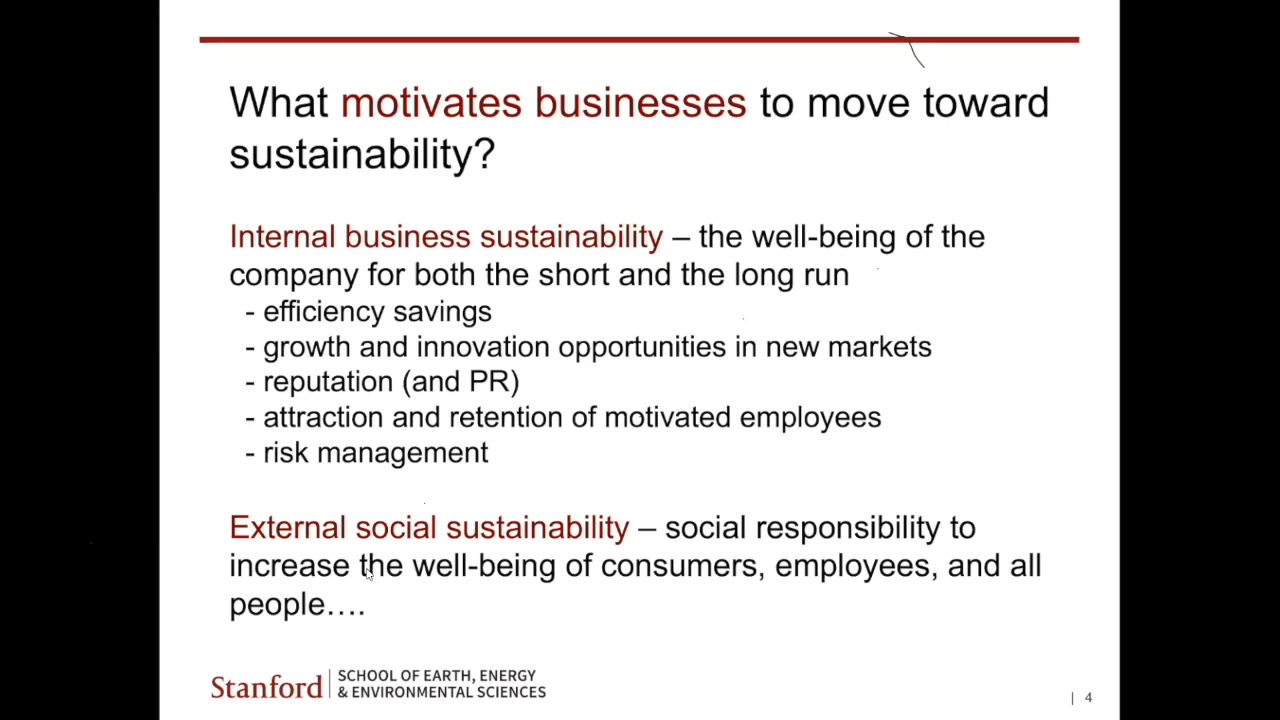 What motivates businesses to move toward
sustainability?
Internal business sustainability – the well-being of the
company for both the short and the long run
- efficiency savings
- growth and innovation opportunities in new markets
- reputation (and PR)
- attraction and retention of motivated employees
- risk management
External social sustainability – social responsibility to
increase the well-being of consumers, employees, and all
people….
Stanford | SCHOOL OF EARTH, ENERGY
& ENVIRONMENTAL SCIENCES
| 4